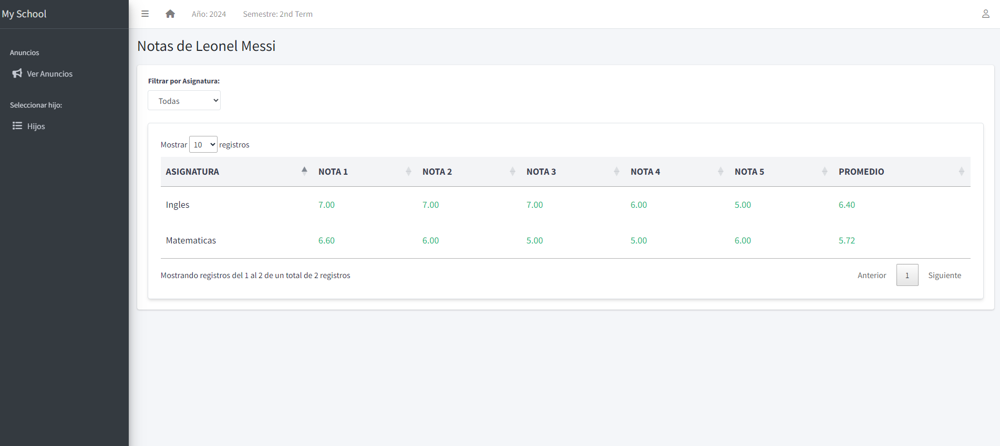 My School
Año: 2024 Semestre: 2nd Term
Anuncios
Ver Anuncios
Seleccionar hijo:
Hijos
Notas de Leonel Messi
Filtrar por Asignatura:
Todas
Mostrar 10 registros
ASIGNATURA NOTA 1 NOTA 2 NOTA 3 NOTA 4 NOTA 5 PROMEDIO
Ingles 7.00 7.00 7.00 6.00 5.00 6.40
Matematicas 6.60 6.00 5.00 5.00 6.00 5.72
Mostrando registros del 1 al 2 de un total de 2 registros
Anterior 1 Siguiente